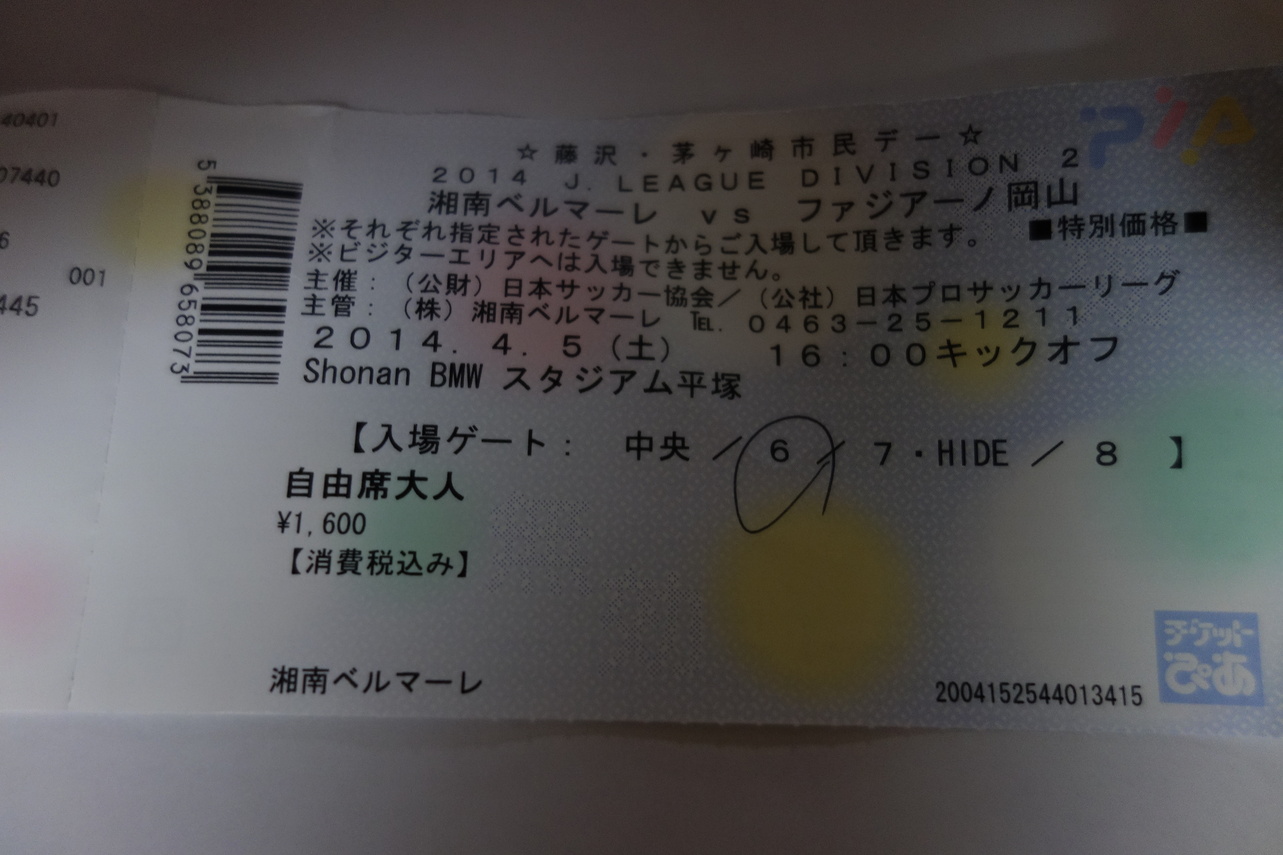 40401
07440
6
001
445
5 388089 658073
PIA
☆ 藤沢・茅ヶ崎市民デー☆
2014 J. LEAGUE DIVISION 2
湘南ベルマーレ vs ファジアーノ岡山
※それぞれ指定されたゲートからご入場して頂きます。 ■特別価格■
※ビジターエリアへは入場できません。
主催：（公財）日本サッカー協会／（公社）日本プロサッカーリーグ
主管：（株）湘南ベルマーレ ℡. 0463−25−1211
2014. 4. 5（土） 16：00キックオフ
Shonan BMW スタジアム平塚
【入場ゲート： 中央 ／ 6 ／ 7・HIDE ／ 8 】
自由席大人
¥1,600
【消費税込み】
湘南ベルマーレ
2004152544013415
チケット
ぴあ